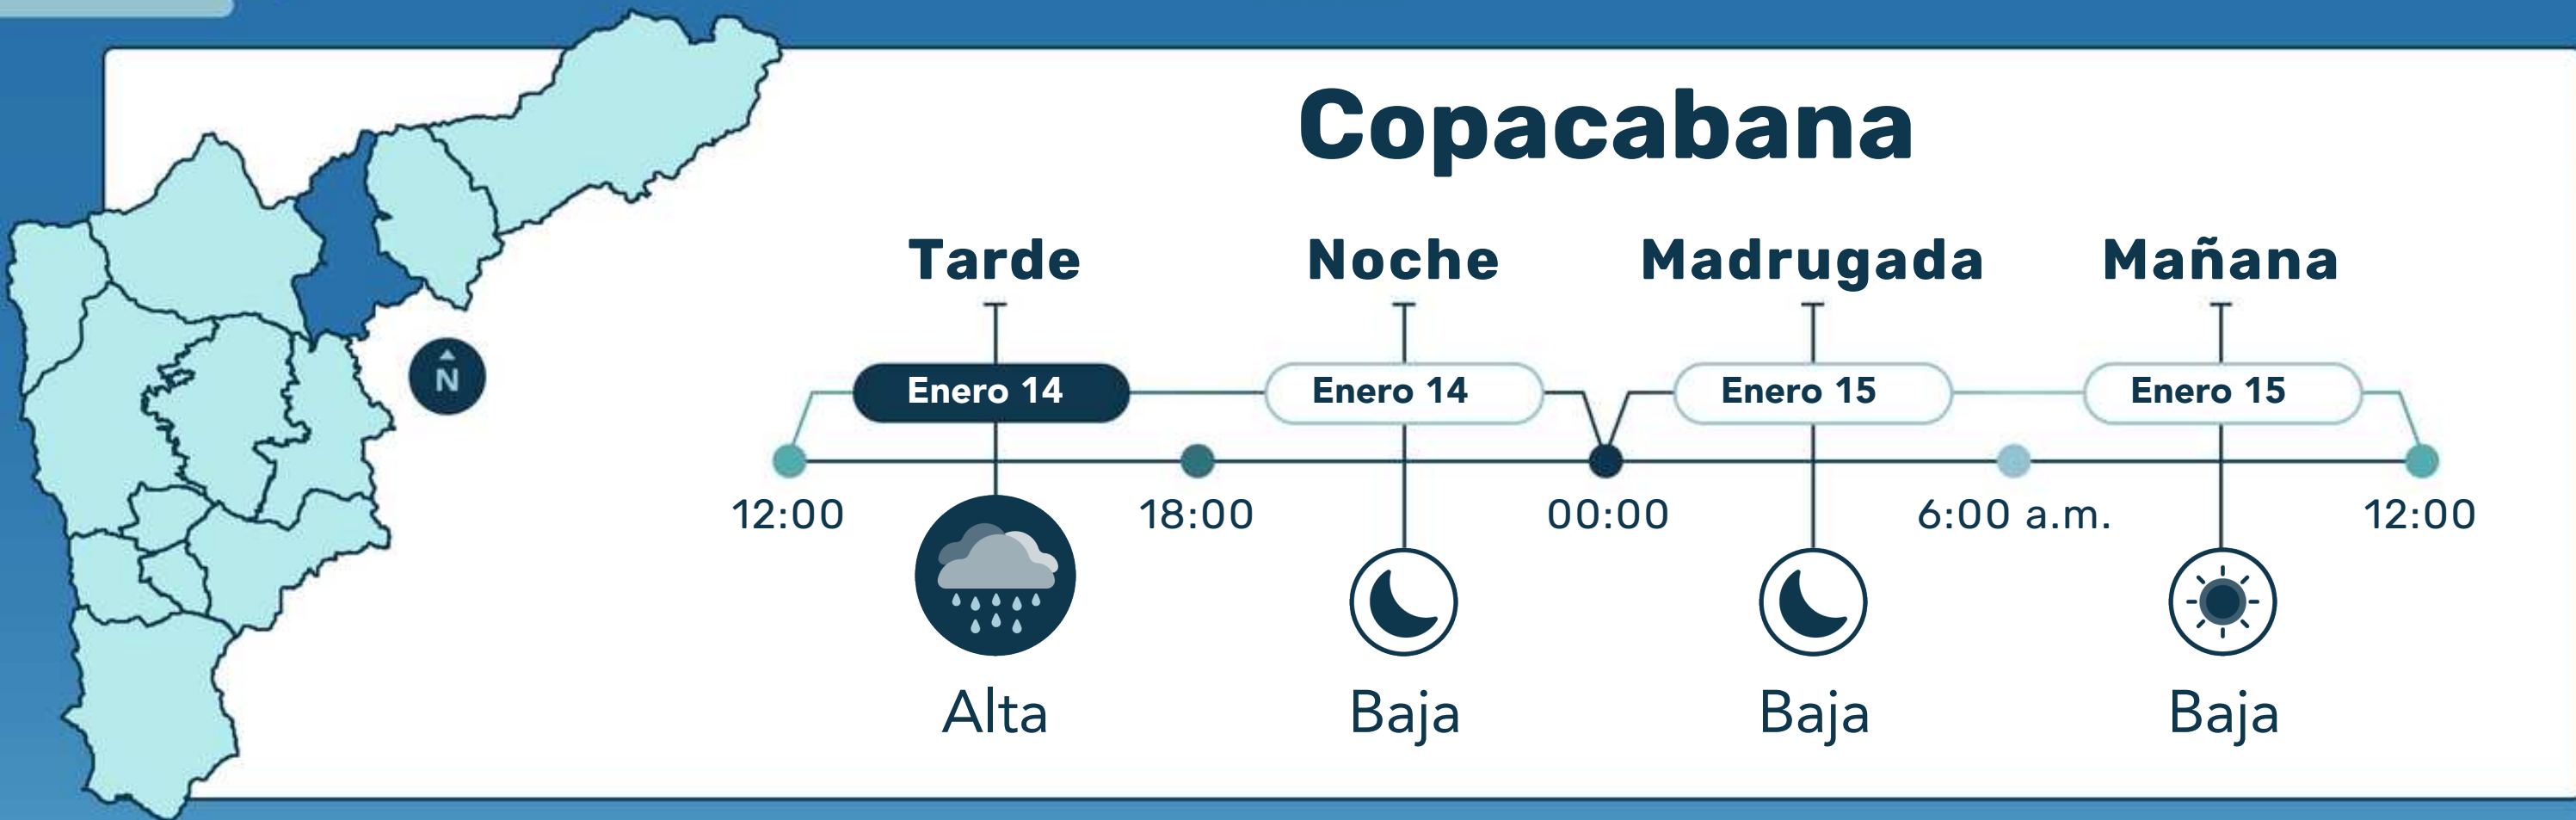 Copacabana
Tarde Noche Madrugada Mañana
Enero 14 Enero 14 Enero 15 Enero 15
N
12:00 18:00 00:00 6:00 a.m. 12:00
Alta Baja Baja Baja